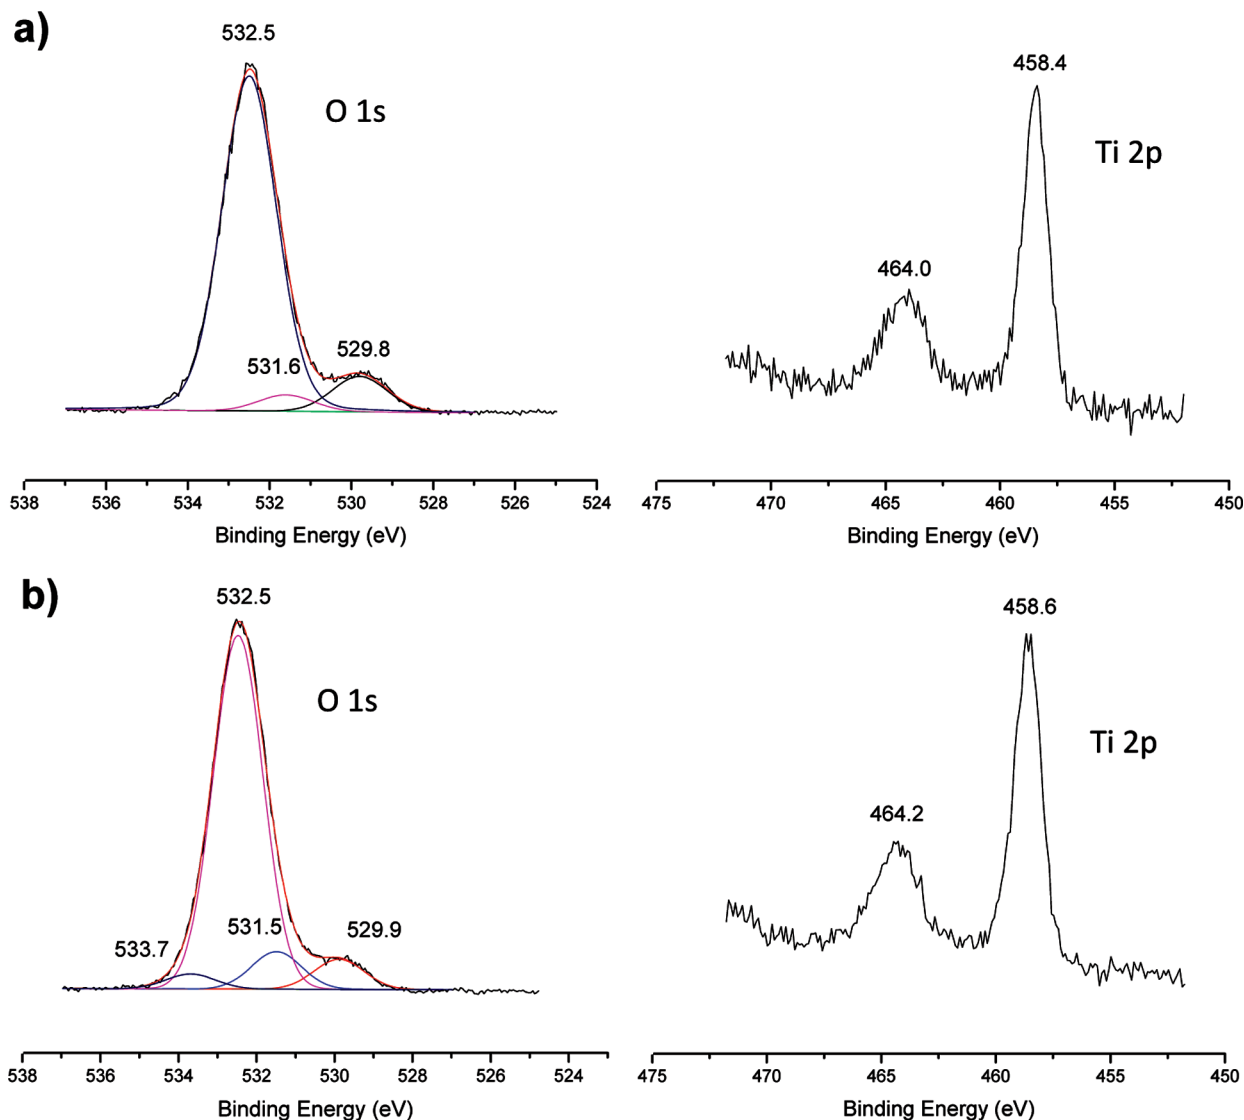 a)
532.5
O 1s
531.6
529.8
538 536 534 532 530 528 526 524
Binding Energy (eV)
458.4
Ti 2p
464.0
475 470 465 460 455 450
Binding Energy (eV)
b)
532.5
O 1s
533.7
531.5
529.9
538 536 534 532 530 528 526 524
Binding Energy (eV)
458.6
Ti 2p
464.2
475 470 465 460 455 450
Binding Energy (eV)